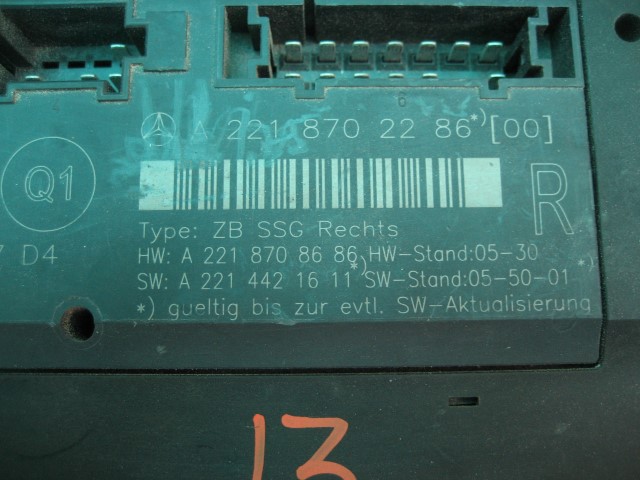 6
A 221 870 22 86*)[00]
Q1
R
Type: ZB SSG Rechts
7 D4
HW: A 221 870 86 86 HW-Stand:05-30
SW: A 221 442 16 11*) SW-Stand:05-50-01*)
*) gueltig bis zur evtl. SW-Aktualisierung
13